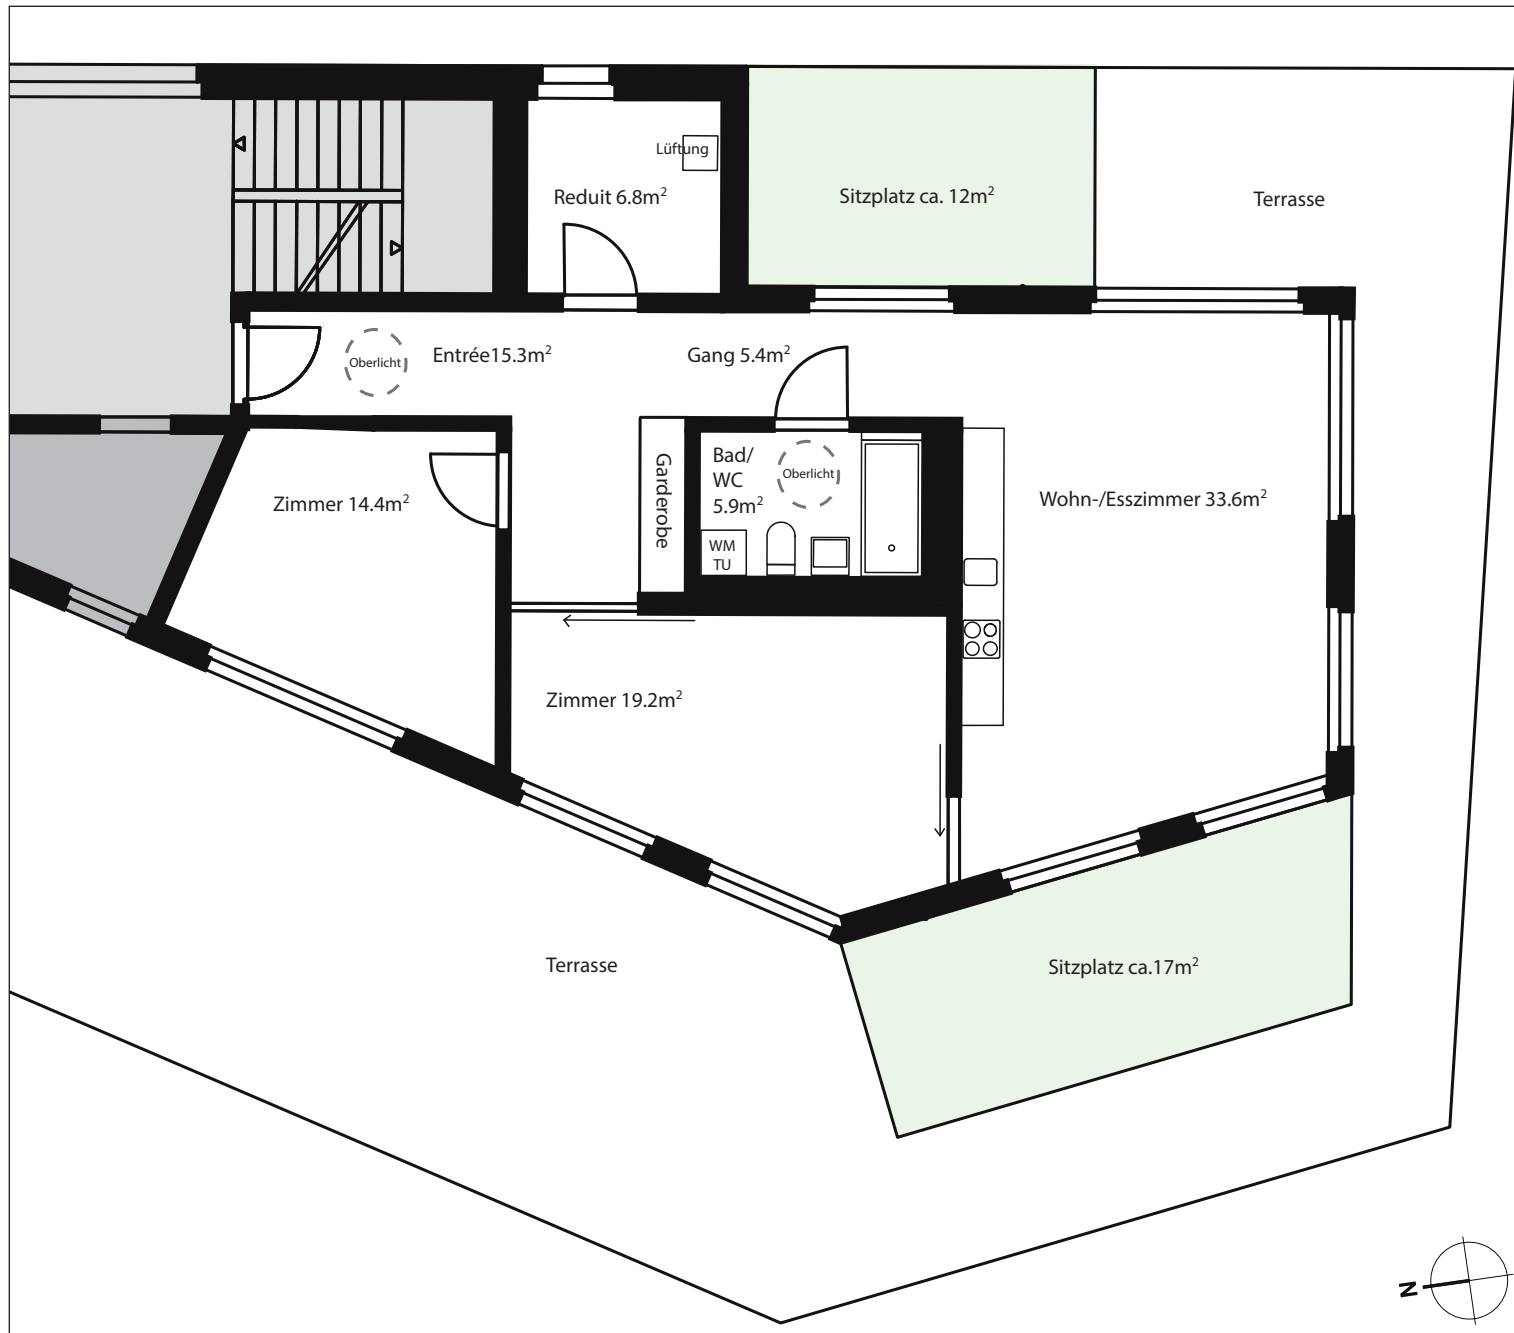 Lüftung
Reduit 6.8m²
Sitzplatz ca. 12m²
Terrasse
Oberlicht
Entrée15.3m²
Gang 5.4m²
Zimmer 14.4m²
Garderobe
Bad/
WC
5.9m²
Oberlicht
WM
TU
Wohn-/Esszimmer 33.6m²
Zimmer 19.2m²
Terrasse
Sitzplatz ca.17m²
N